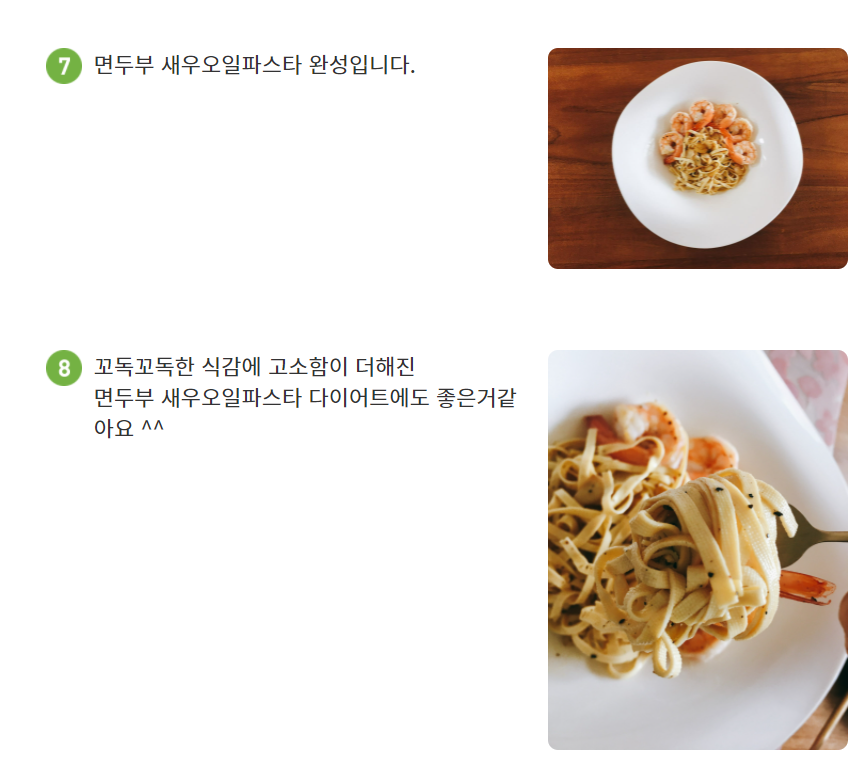 7 면두부 새우오일파스타 완성입니다.
8 꼬독꼬독한 식감에 고소함이 더해진
면두부 새우오일파스타 다이어트에도 좋은거같
아요 ^^